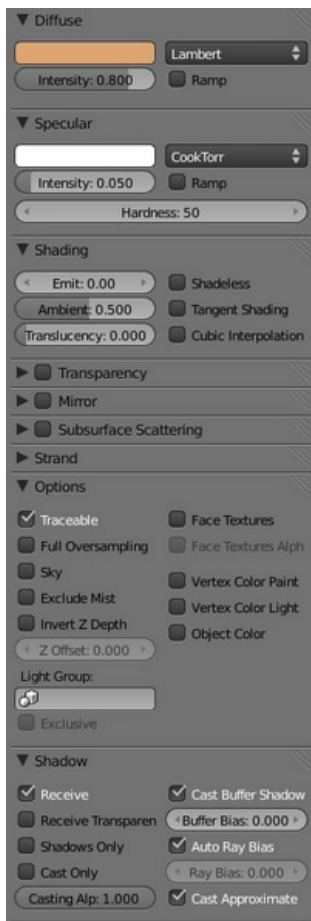 Diffuse
Lambert
Intensity: 0.800 Ramp
Specular
CookTorr
Intensity: 0.050 Ramp
Hardness: 50
Shading
Emit: 0.00 Shadeless
Ambient: 0.500 Tangent Shading
Translucency: 0.000 Cubic Interpolation
Transparency
Mirror
Subsurface Scattering
Strand
Options
Traceable Face Textures
Full Oversampling Face Textures Alph
Sky Vertex Color Paint
Exclude Mist Vertex Color Light
Invert Z Depth Object Color
Z Offset: 0.000
Light Group:
Exclusive
Shadow
Receive Cast Buffer Shadow
Receive Transparen Buffer Bias: 0.000
Shadows Only Auto Ray Bias
Cast Only Ray Bias: 0.000
Casting Alp: 1.000 Cast Approximate